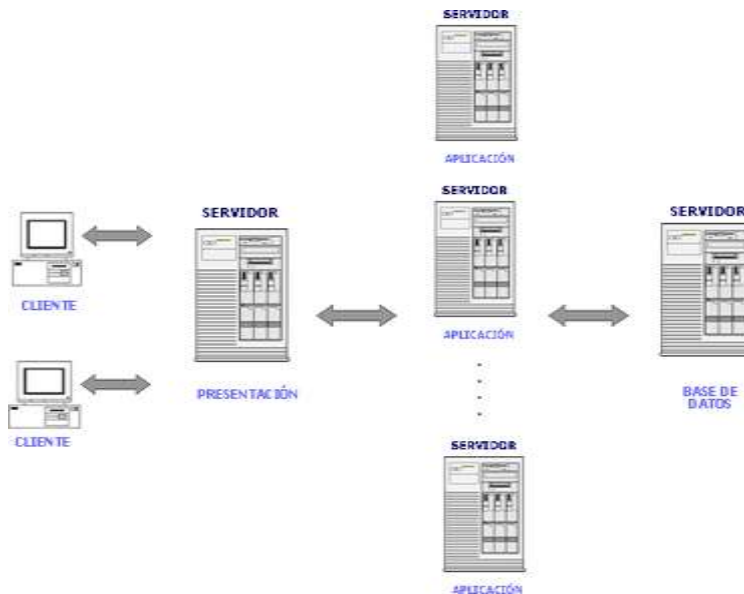 SERVIDOR
APLICACIÓN
SERVIDOR
APLICACIÓN
SERVIDOR
APLICACIÓN
CLIENTE
CLIENTE
SERVIDOR
PRESENTACIÓN
SERVIDOR
BASE DE
DATOS